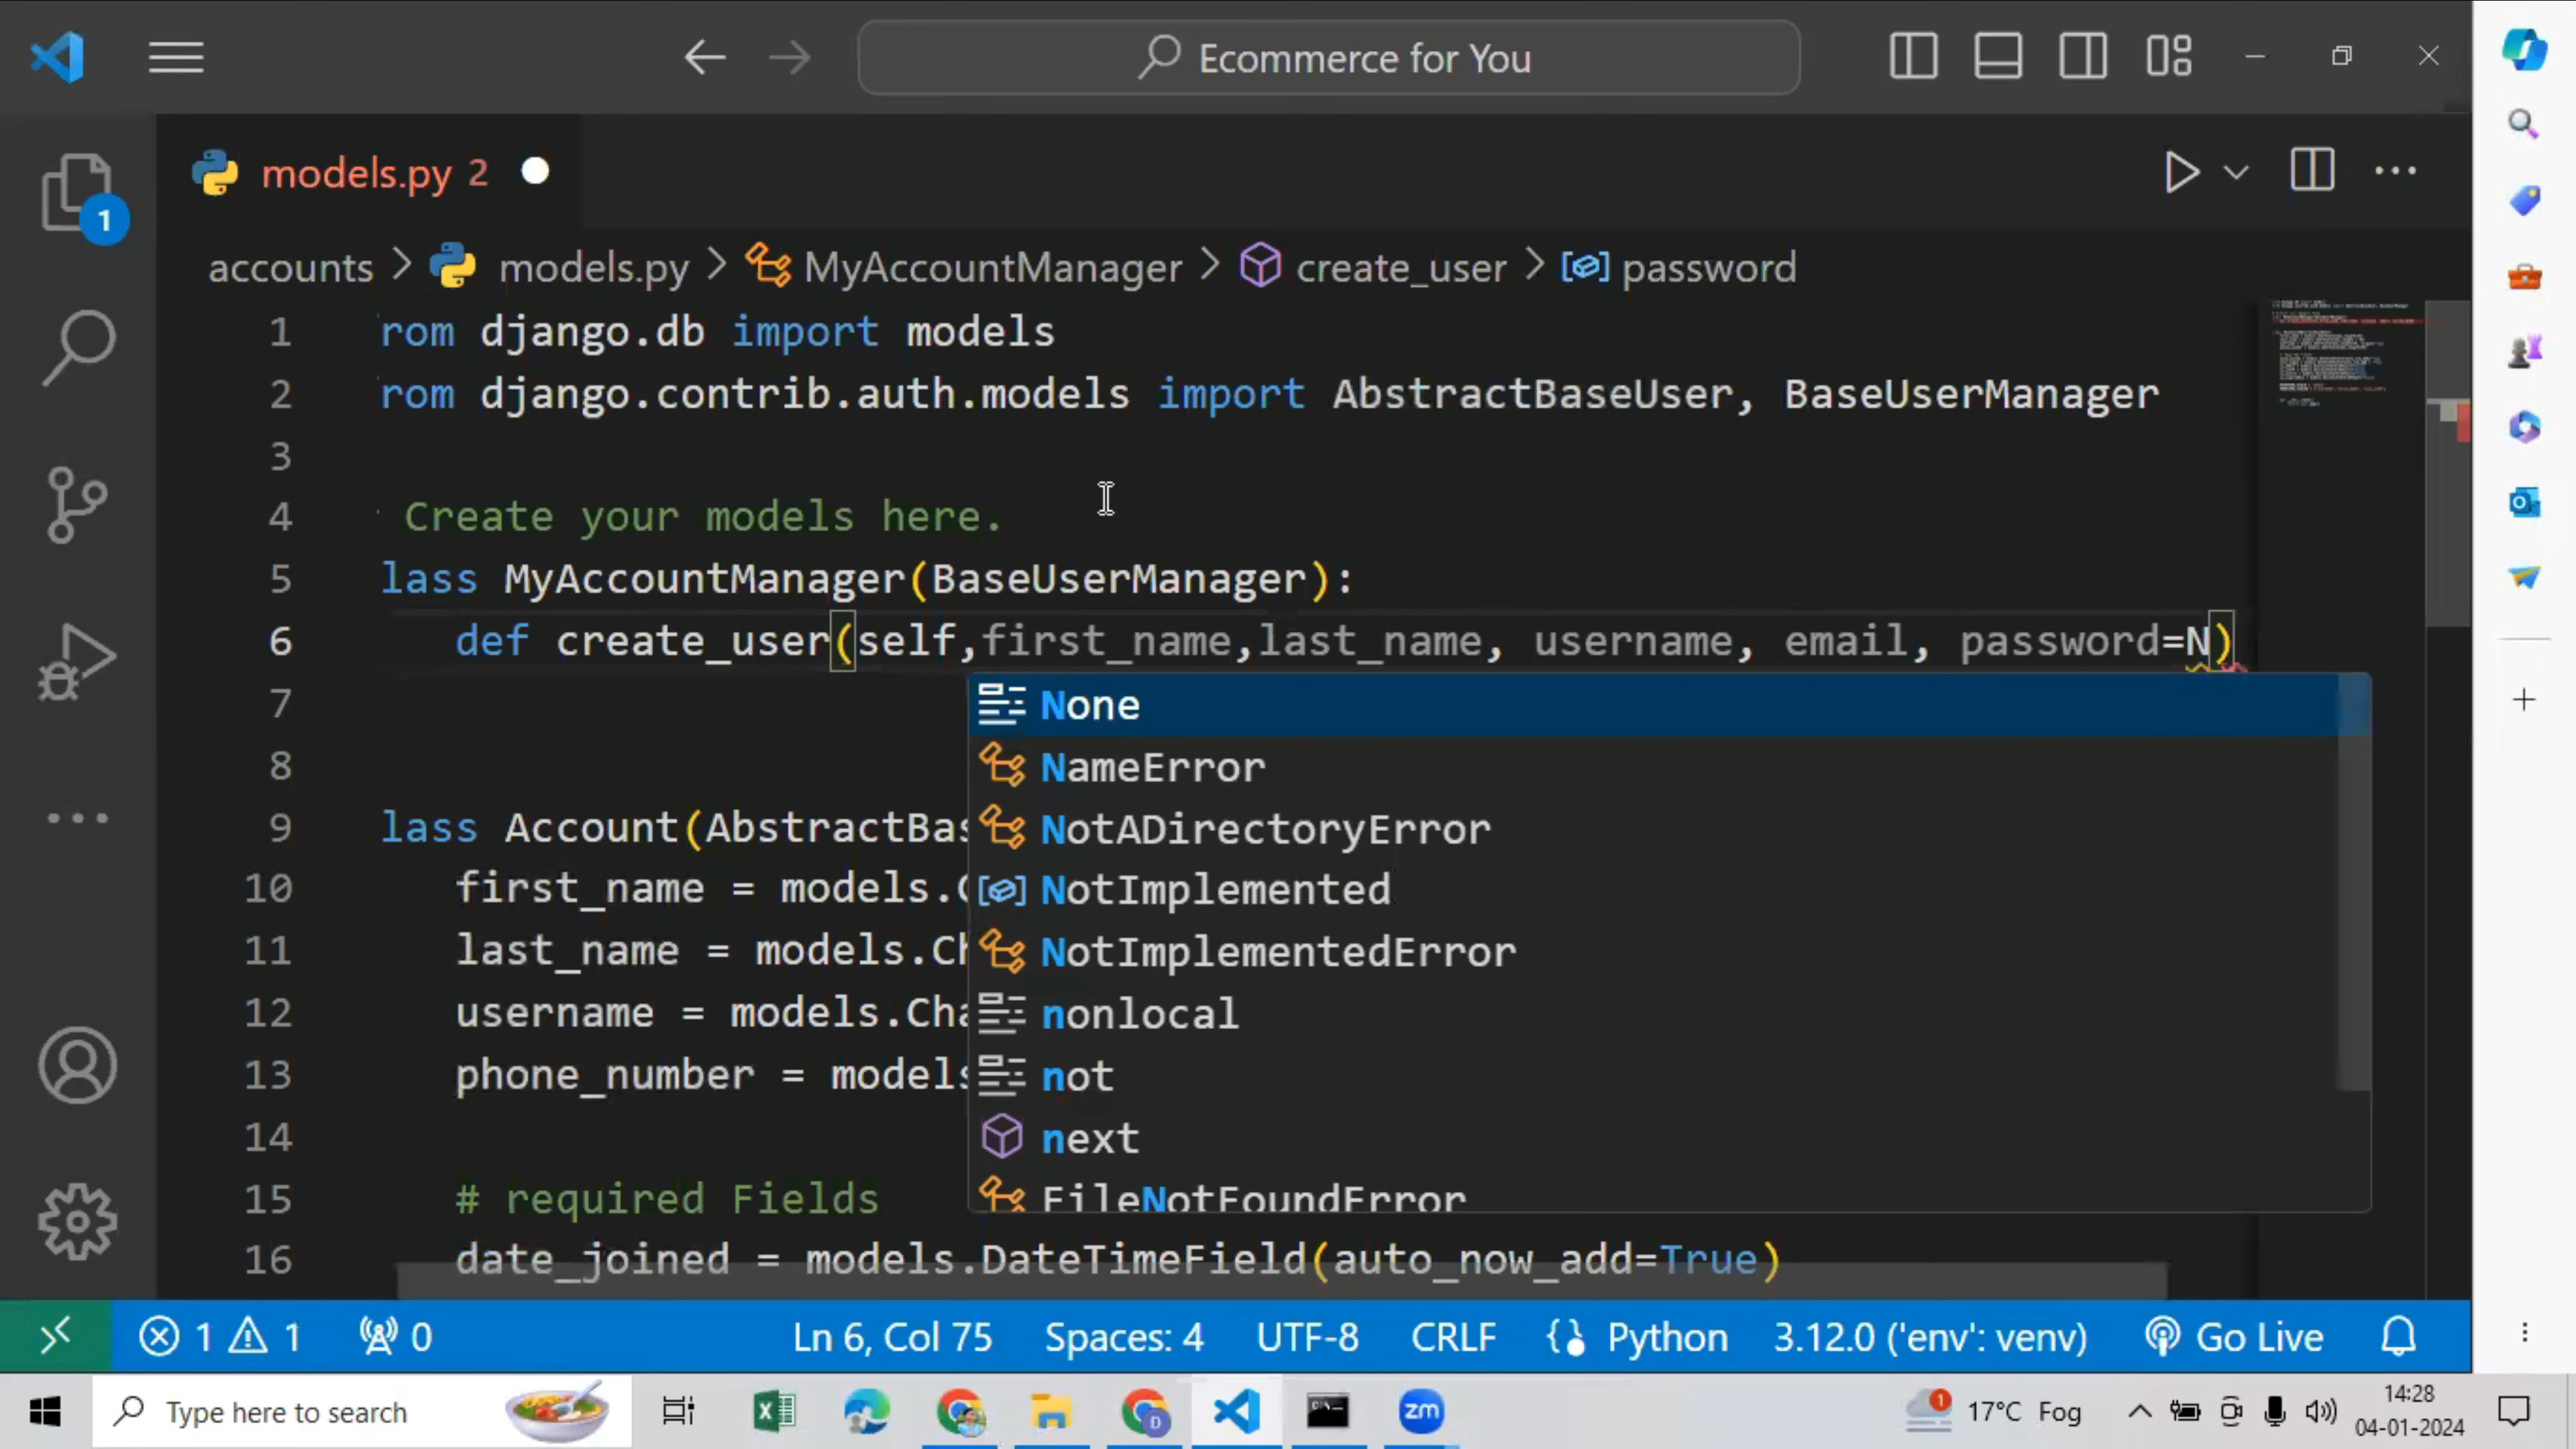 Ecommerce for You
models.py 2
1
accounts > models.py > MyAccountManager > create_user > password
1 rom django.db import models
2 rom django.contrib.auth.models import AbstractBaseUser, BaseUserManager
3
4 Create your models here.
5 lass MyAccountManager(BaseUserManager):
6 def create_user(self,first_name,last_name, username, email, password=N)
7 None
8 NameError
9 lass Account(AbstractBas NotADirectoryError
10 first_name = models.C NotImplemented
11 last_name = models.Ch NotImplementedError
12 username = models.Cha nonlocal
13 phone_number = models not
14 next
15 # required Fields FileNotFoundError
16 date_joined = models.DateTimeField(auto_now_add=True)
1 1 0 Ln 6, Col 75 Spaces: 4 UTF-8 CRLF Python 3.12.0 ('env': venv) Go Live
Type here to search D zm 1 17°C Fog 14:28
04-01-2024